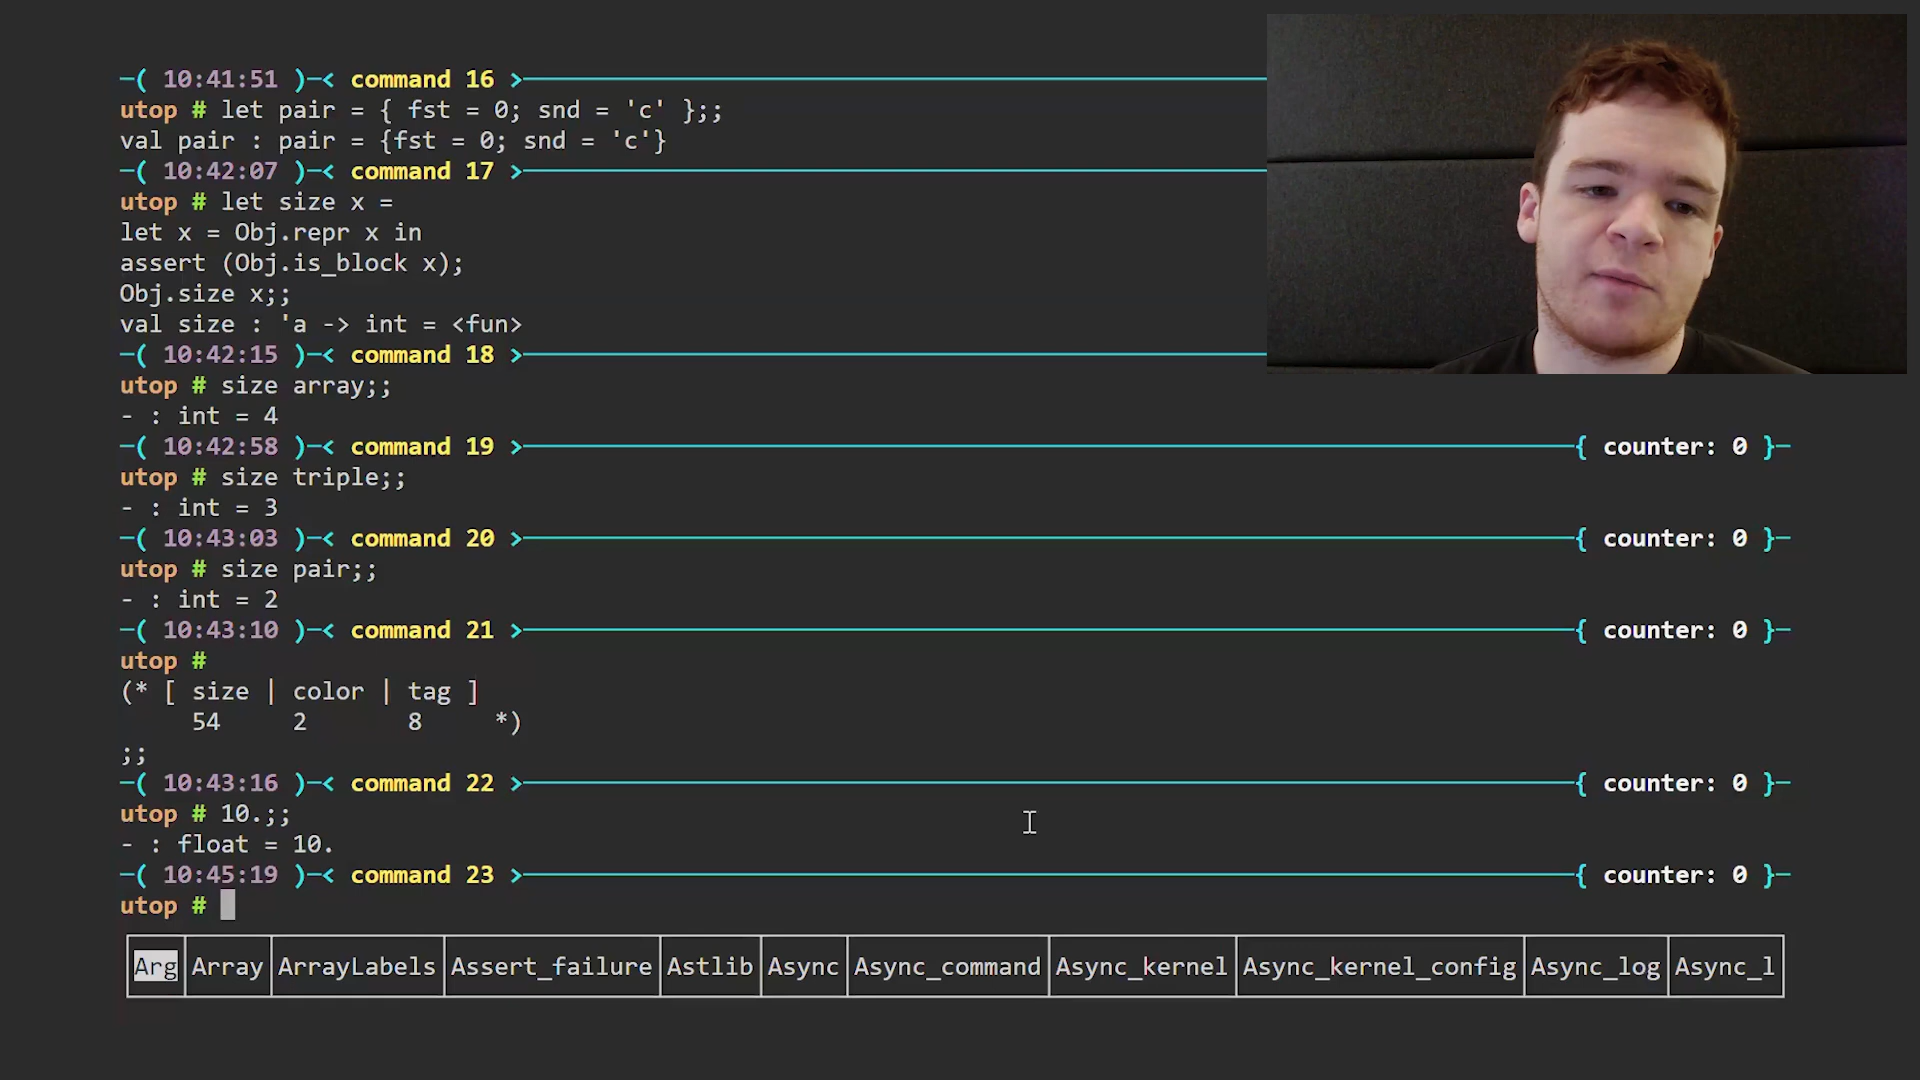 ─( 10:41:51 )─< command 16 >
utop # let pair = { fst = 0; snd = 'c' };;
val pair : pair = {fst = 0; snd = 'c'}
─( 10:42:07 )─< command 17 >
utop # let size x =
let x = Obj.repr x in
assert (Obj.is_block x);
Obj.size x;;
val size : 'a -> int = <fun>
─( 10:42:15 )─< command 18 >
utop # size array;;
- : int = 4
─( 10:42:58 )─< command 19 >─{ counter: 0 }─
utop # size triple;;
- : int = 3
─( 10:43:03 )─< command 20 >─{ counter: 0 }─
utop # size pair;;
- : int = 2
─( 10:43:10 )─< command 21 >─{ counter: 0 }─
utop #
(* [ size | color | tag ]
54 2 8 *)
;;
─( 10:43:16 )─< command 22 >─{ counter: 0 }─
utop # 10.;;
- : float = 10.
─( 10:45:19 )─< command 23 >─{ counter: 0 }─
utop #
Arg│Array│ArrayLabels│Assert_failure│Astlib│Async│Async_command│Async_kernel│Async_kernel_config│Async_log│Async_l